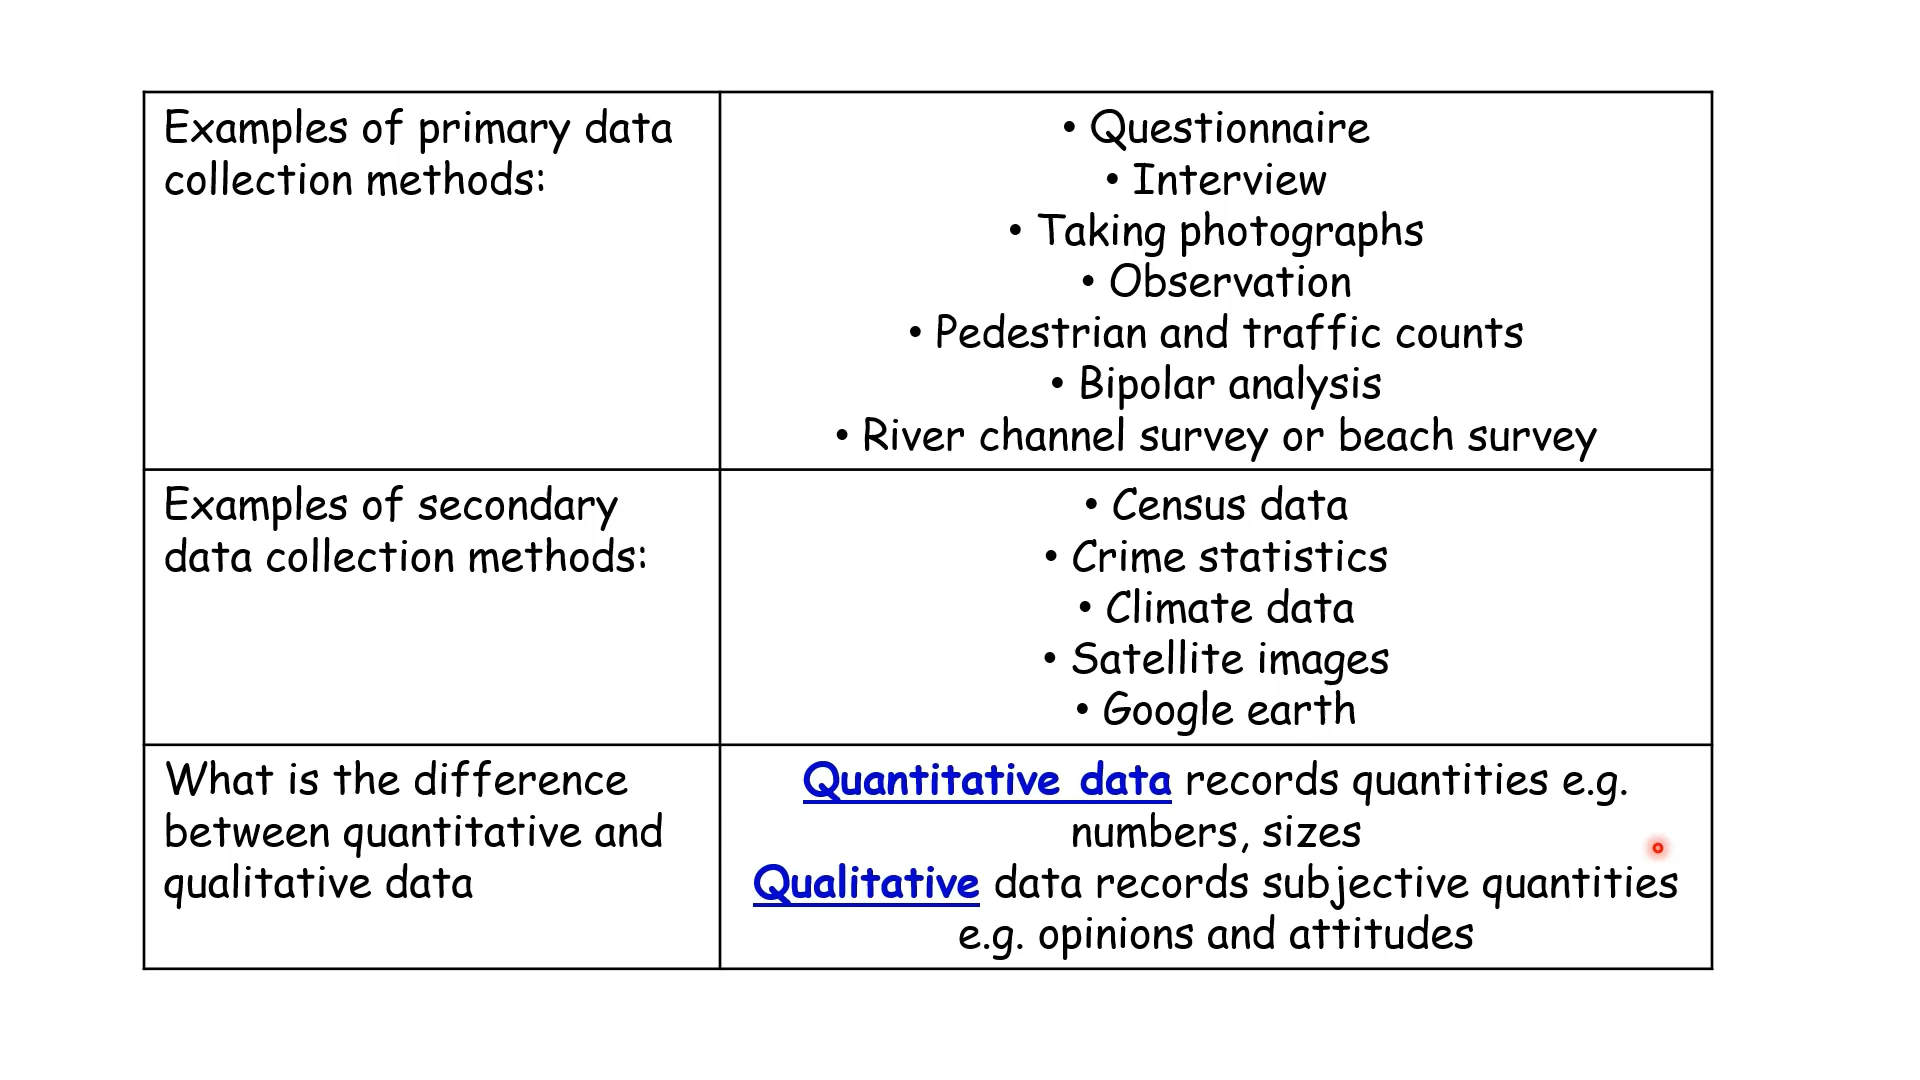 Examples of primary data
collection methods:
• Questionnaire
• Interview
• Taking photographs
• Observation
• Pedestrian and traffic counts
• Bipolar analysis
• River channel survey or beach survey
Examples of secondary
data collection methods:
• Census data
• Crime statistics
• Climate data
• Satellite images
• Google earth
What is the difference
between quantitative and
qualitative data
Quantitative data records quantities e.g.
numbers, sizes
Qualitative data records subjective quantities
e.g. opinions and attitudes